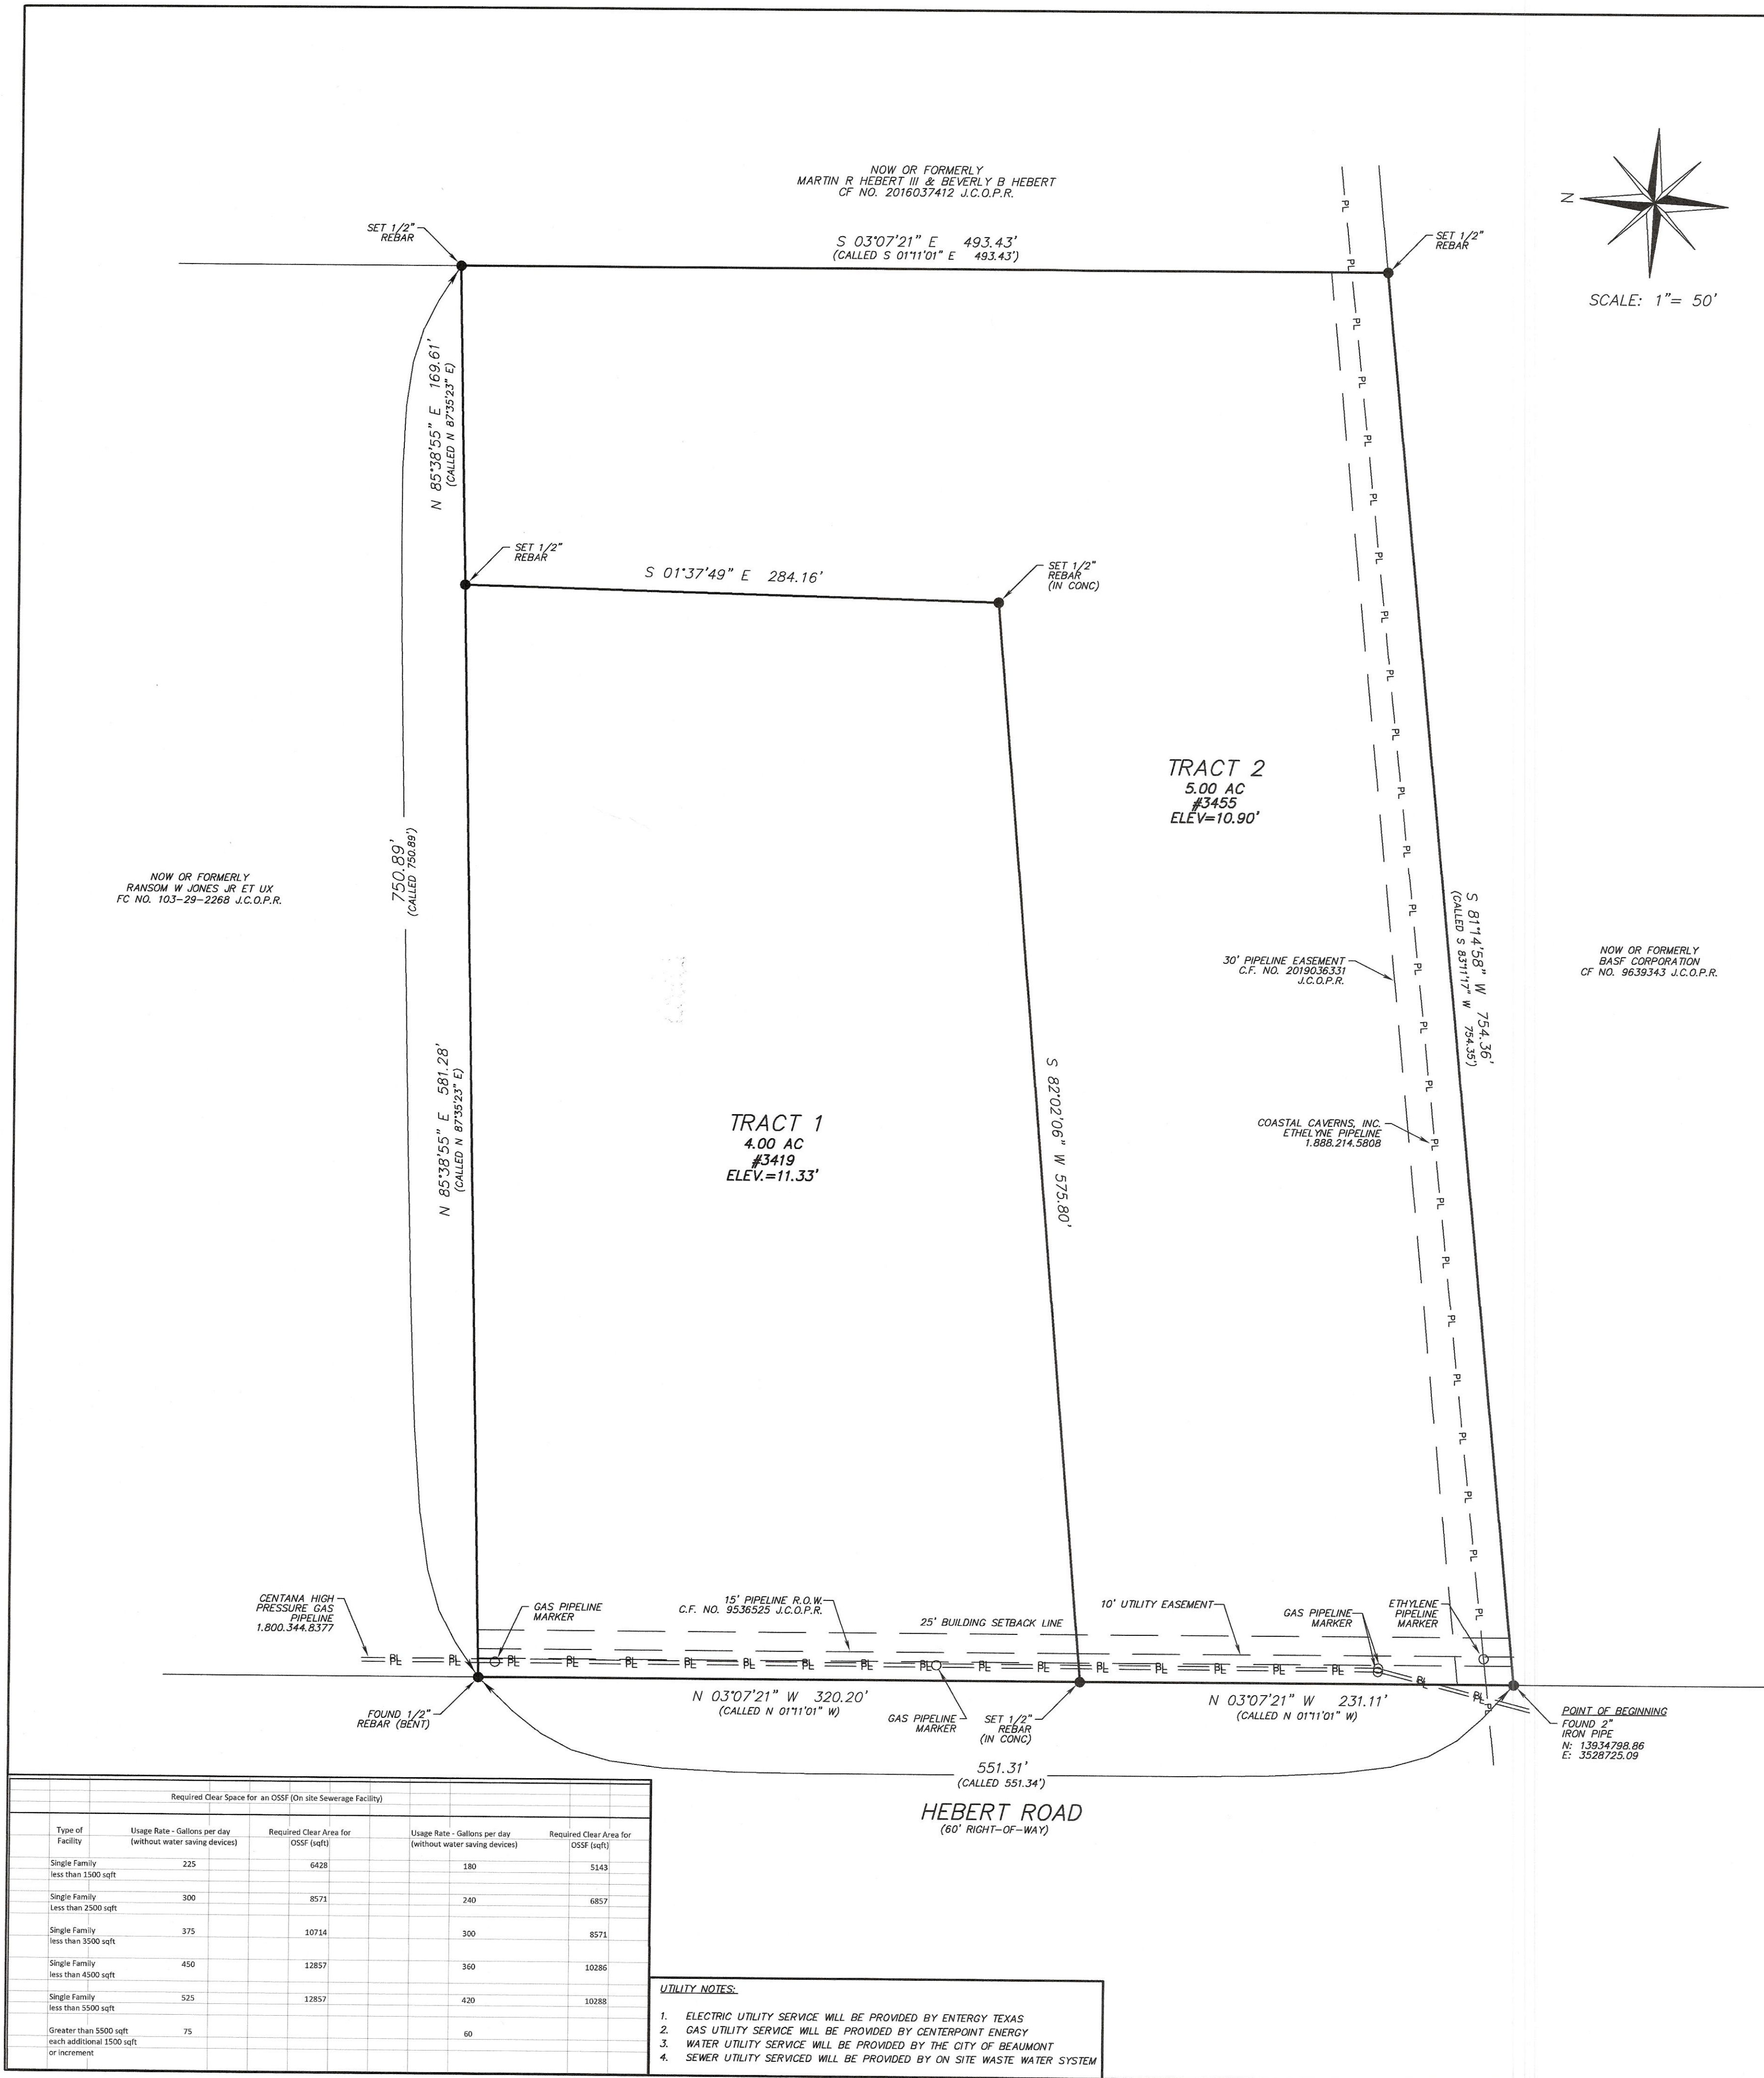 NOW OR FORMERLY
MARTIN R HEBERT III & BEVERLY B HEBERT
CF NO. 2016037412 J.C.O.P.R.
N
SCALE: 1"= 50'
SET 1/2"
REBAR
S 03°07'21" E 493.43'
(CALLED S 01°11'01" E 493.43')
SET 1/2"
REBAR
N 85°38'55" E 169.61'
(CALLED N 87°35'23" E)
SET 1/2"
REBAR
S 01°37'49" E 284.16'
SET 1/2"
REBAR
(IN CONC)
TRACT 2
5.00 AC
#3455
ELEV=10.90'
750.89'
(CALLED 750.89')
NOW OR FORMERLY
RANSOM W JONES JR ET UX
FC NO. 103-29-2268 J.C.O.P.R.
S 81°14'58" W 754.36'
(CALLED S 83°11'17" W 754.35')
30' PIPELINE EASEMENT
C.F. NO. 2019036331
J.C.O.P.R.
NOW OR FORMERLY
BASF CORPORATION
CF NO. 9639343 J.C.O.P.R.
N 85°38'55" E 581.28'
(CALLED N 87°35'23" E)
TRACT 1
4.00 AC
#3419
ELEV.=11.33'
S 82°02'06" W 575.80'
COASTAL CAVERNS, INC.
ETHELYNE PIPELINE
1.888.214.5808
CENTANA HIGH
PRESSURE GAS
PIPELINE
1.800.344.8377
GAS PIPELINE
MARKER
15' PIPELINE R.O.W.
C.F. NO. 9536525 J.C.O.P.R.
25' BUILDING SETBACK LINE
10' UTILITY EASEMENT
GAS PIPELINE
MARKER
ETHYLENE
PIPELINE
MARKER
FOUND 1/2"
REBAR (BENT)
N 03°07'21" W 320.20'
(CALLED N 01°11'01" W)
GAS PIPELINE
MARKER
SET 1/2"
REBAR
(IN CONC)
N 03°07'21" W 231.11'
(CALLED N 01°11'01" W)
POINT OF BEGINNING
FOUND 2"
IRON PIPE
N: 13934798.86
E: 3528725.09
551.31'
(CALLED 551.34')
HEBERT ROAD
(60' RIGHT-OF-WAY)
Required Clear Space for an OSSF (On site Sewerage Facility)
Type of Usage Rate - Gallons per day Required Clear Area for Usage Rate - Gallons per day Required Clear Area for
Facility (without water saving devices) OSSF (sqft) (without water saving devices) OSSF (sqft)
Single Family 225 6428 180 5143
less than 1500 sqft
Single Family 300 8571 240 6857
Less than 2500 sqft
Single Family 375 10714 300 8571
less than 3500 sqft
Single Family 450 12857 360 10286
less than 4500 sqft
Single Family 525 12857 420 10288
less than 5500 sqft
Greater than 5500 sqft 75 60
each additional 1500 sqft
or increment
UTILITY NOTES:
1. ELECTRIC UTILITY SERVICE WILL BE PROVIDED BY ENTERGY TEXAS
2. GAS UTILITY SERVICE WILL BE PROVIDED BY CENTERPOINT ENERGY
3. WATER UTILITY SERVICE WILL BE PROVIDED BY THE CITY OF BEAUMONT
4. SEWER UTILITY SERVICED WILL BE PROVIDED BY ON SITE WASTE WATER SYSTEM